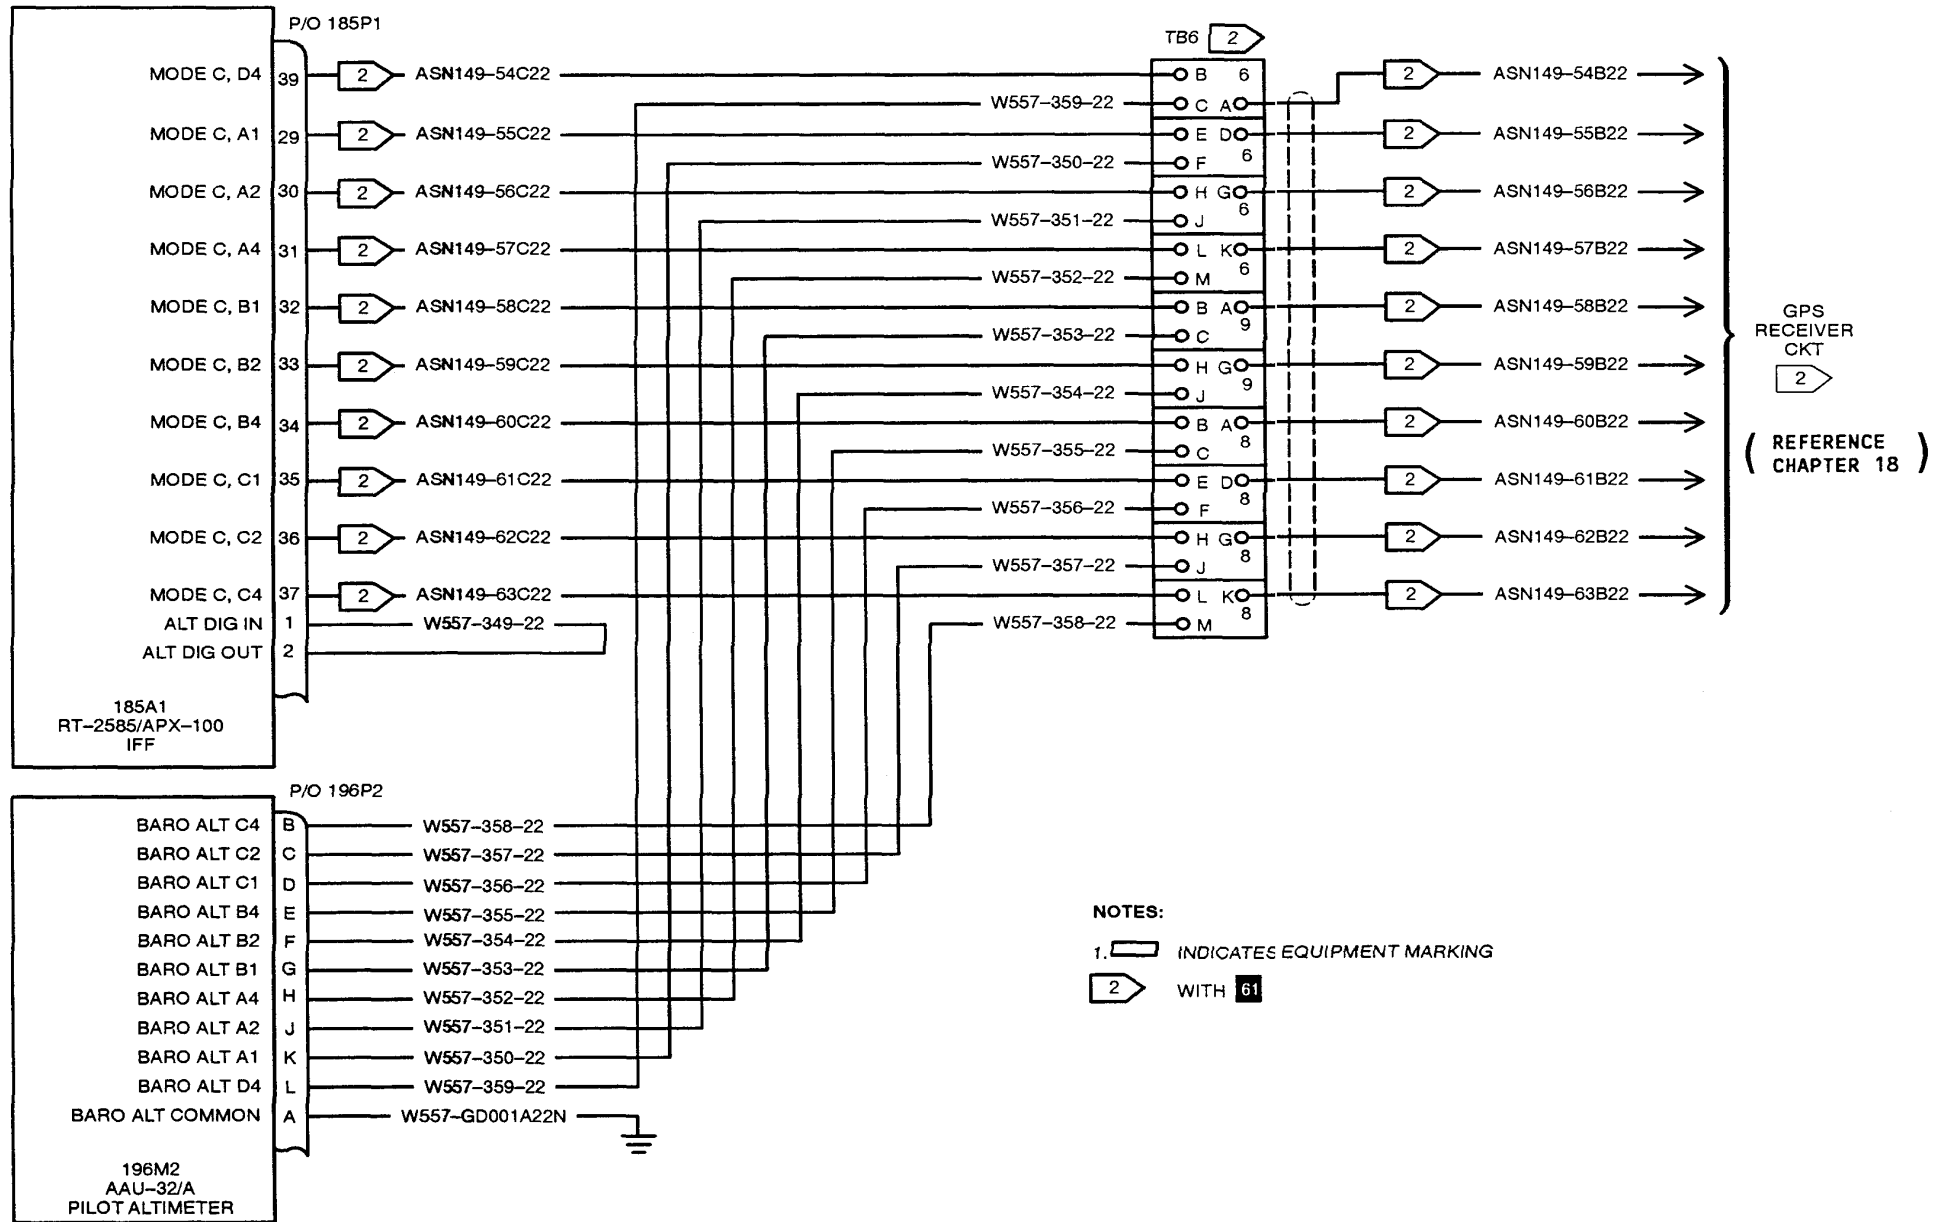 P/O 185P1
MODE C, D4 39 2 ASN149-54C22
MODE C, A1 29 2 ASN149-55C22
MODE C, A2 30 2 ASN149-56C22
MODE C, A4 31 2 ASN149-57C22
MODE C, B1 32 2 ASN149-58C22
MODE C, B2 33 2 ASN149-59C22
MODE C, B4 34 2 ASN149-60C22
MODE C, C1 35 2 ASN149-61C22
MODE C, C2 36 2 ASN149-62C22
MODE C, C4 37 2 ASN149-63C22
ALT DIG IN 1 W557-349-22
ALT DIG OUT 2
185A1
RT-2585/APX-100
IFF
TB6 2
B 6
W557-359-22 C A 2 ASN149-54B22
E D 2 ASN149-55B22
W557-350-22 F 6
H G 2 ASN149-56B22
W557-351-22 J 6
L K 2 ASN149-57B22
W557-352-22 M 6
B A 2 ASN149-58B22
W557-353-22 C 9
H G 2 ASN149-59B22
W557-354-22 J 9
B A 2 ASN149-60B22
W557-355-22 C 8
E D 2 ASN149-61B22
W557-356-22 F 8
H G 2 ASN149-62B22
W557-357-22 J 8
L K 2 ASN149-63B22
W557-358-22 M 8
GPS
RECEIVER
CKT
2
( REFERENCE
CHAPTER 18 )
P/O 196P2
BARO ALT C4 B W557-358-22
BARO ALT C2 C W557-357-22
BARO ALT C1 D W557-356-22
BARO ALT B4 E W557-355-22
BARO ALT B2 F W557-354-22
BARO ALT B1 G W557-353-22
BARO ALT A4 H W557-352-22
BARO ALT A2 J W557-351-22
BARO ALT A1 K W557-350-22
BARO ALT D4 L W557-359-22
BARO ALT COMMON A W557-GD001A22N
196M2
AAU-32/A
PILOT ALTIMETER
NOTES:
1. INDICATES EQUIPMENT MARKING
2 WITH 61